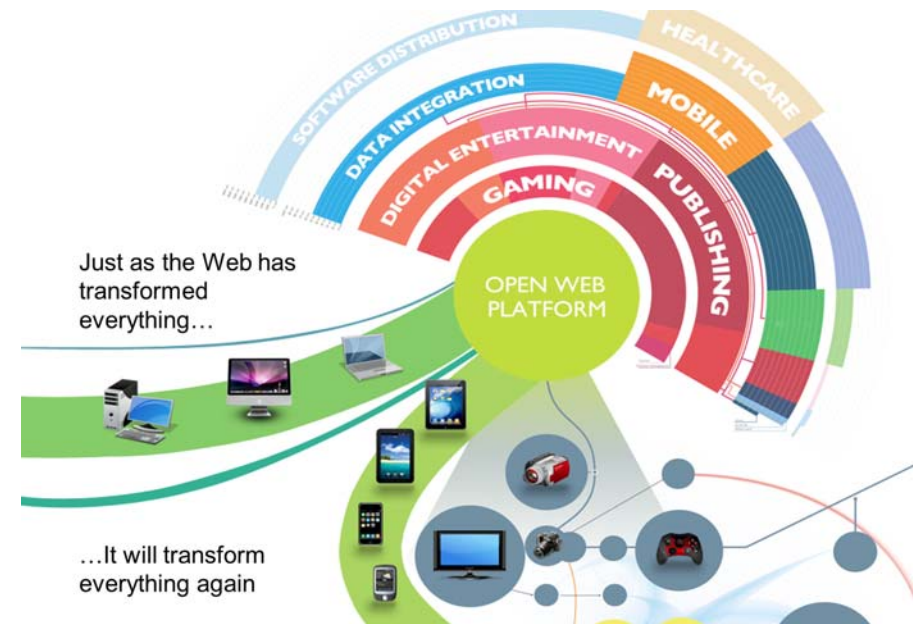 SOFTWARE DISTRIBUTION
HEALTHCARE
DATA INTEGRATION
MOBILE
DIGITAL ENTERTAINMENT
PUBLISHING
GAMING
OPEN WEB
PLATFORM
Just as the Web has
transformed
everything…
…It will transform
everything again